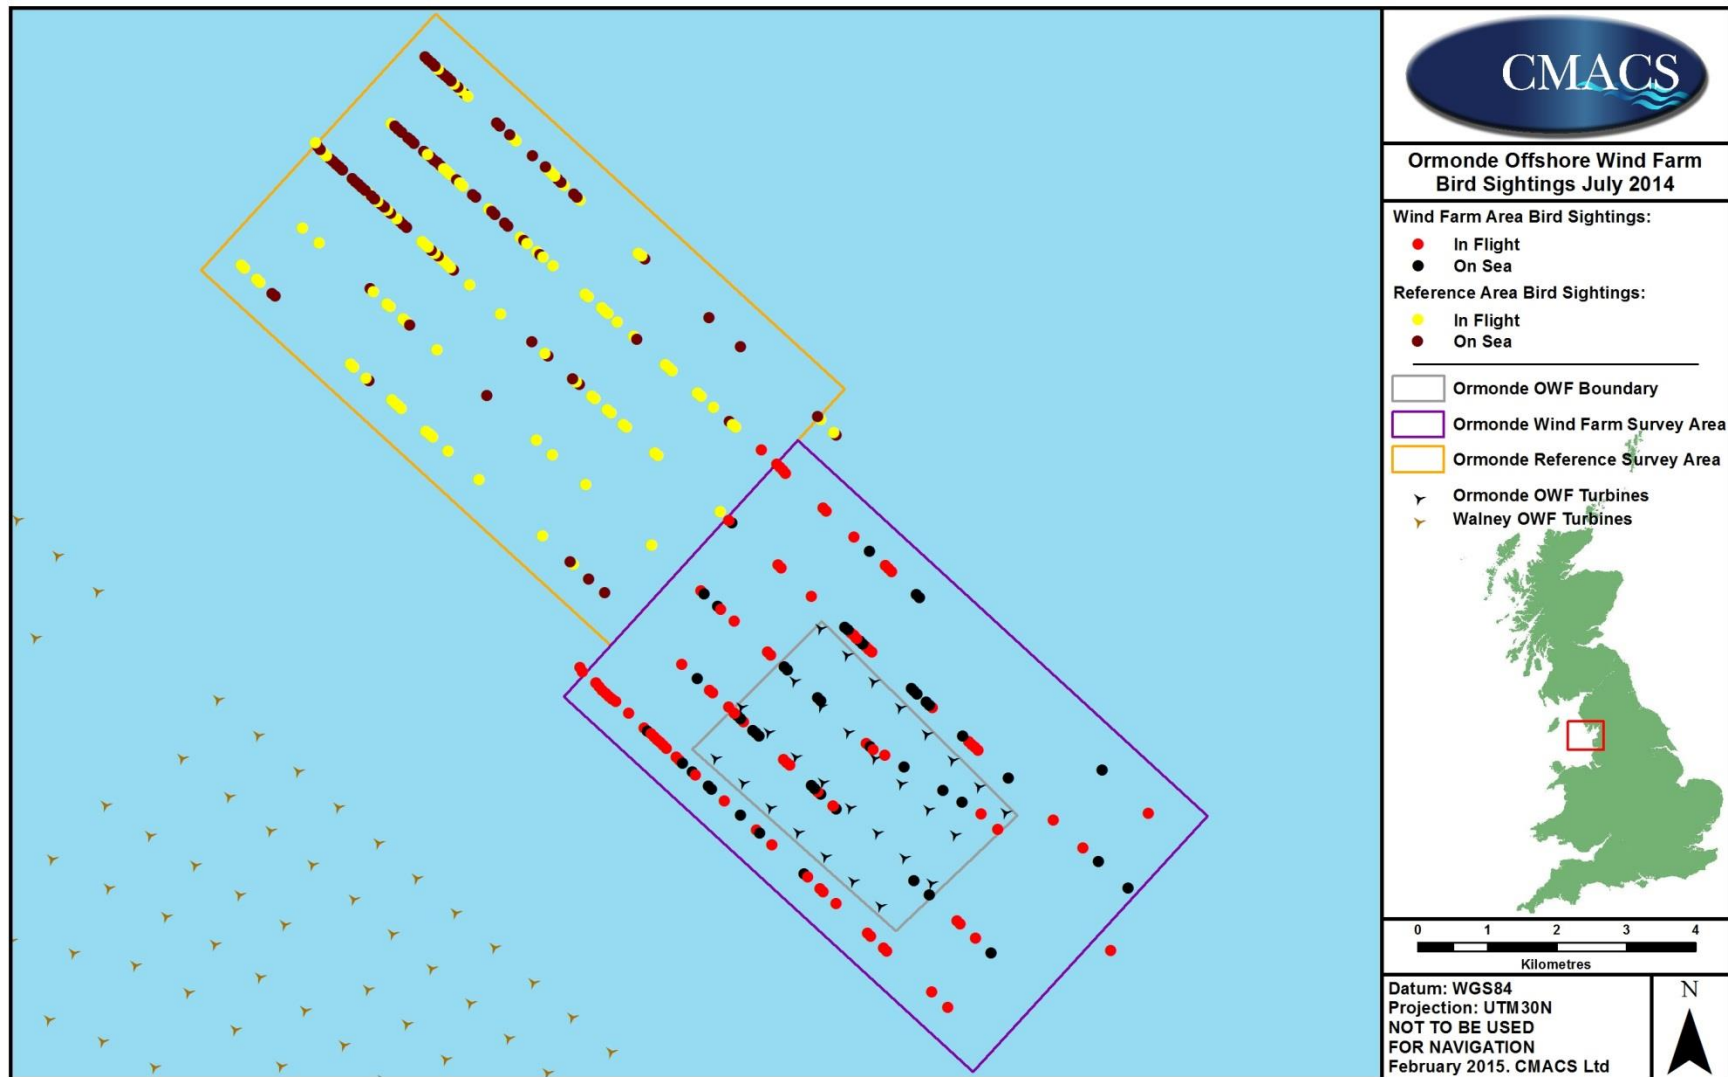 CMACS
Ormonde Offshore Wind Farm
Bird Sightings July 2014
Wind Farm Area Bird Sightings:
In Flight
On Sea
Reference Area Bird Sightings:
In Flight
On Sea
Ormonde OWF Boundary
Ormonde Wind Farm Survey Area
Ormonde Reference Survey Area
Ormonde OWF Turbines
Walney OWF Turbines
0 1 2 3 4
Kilometres
Datum: WGS84
Projection: UTM30N
NOT TO BE USED
FOR NAVIGATION
February 2015. CMACS Ltd
N